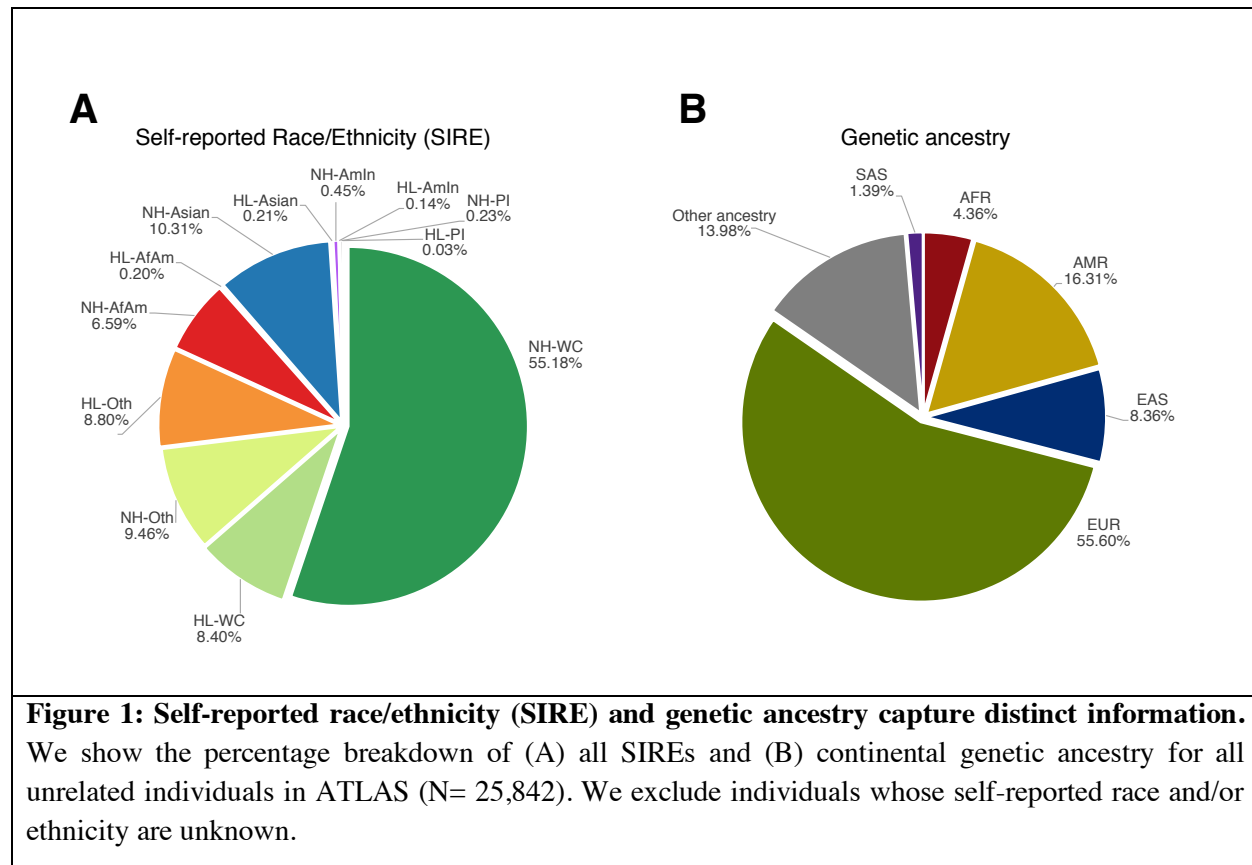 A
Self-reported Race/Ethnicity (SIRE)
NH-AmIn
0.45%
HL-AmIn
0.14%
HL-Asian
0.21%
NH-PI
0.23%
NH-Asian
10.31%
HL-PI
0.03%
HL-AfAm
0.20%
NH-AfAm
6.59%
NH-WC
55.18%
HL-Oth
8.80%
NH-Oth
9.46%
HL-WC
8.40%
B
Genetic ancestry
SAS
1.39%
AFR
4.36%
Other ancestry
13.98%
AMR
16.31%
EAS
8.36%
EUR
55.60%
Figure 1: Self-reported race/ethnicity (SIRE) and genetic ancestry capture distinct information.
We show the percentage breakdown of (A) all SIREs and (B) continental genetic ancestry for all
unrelated individuals in ATLAS (N= 25,842). We exclude individuals whose self-reported race and/or
ethnicity are unknown.